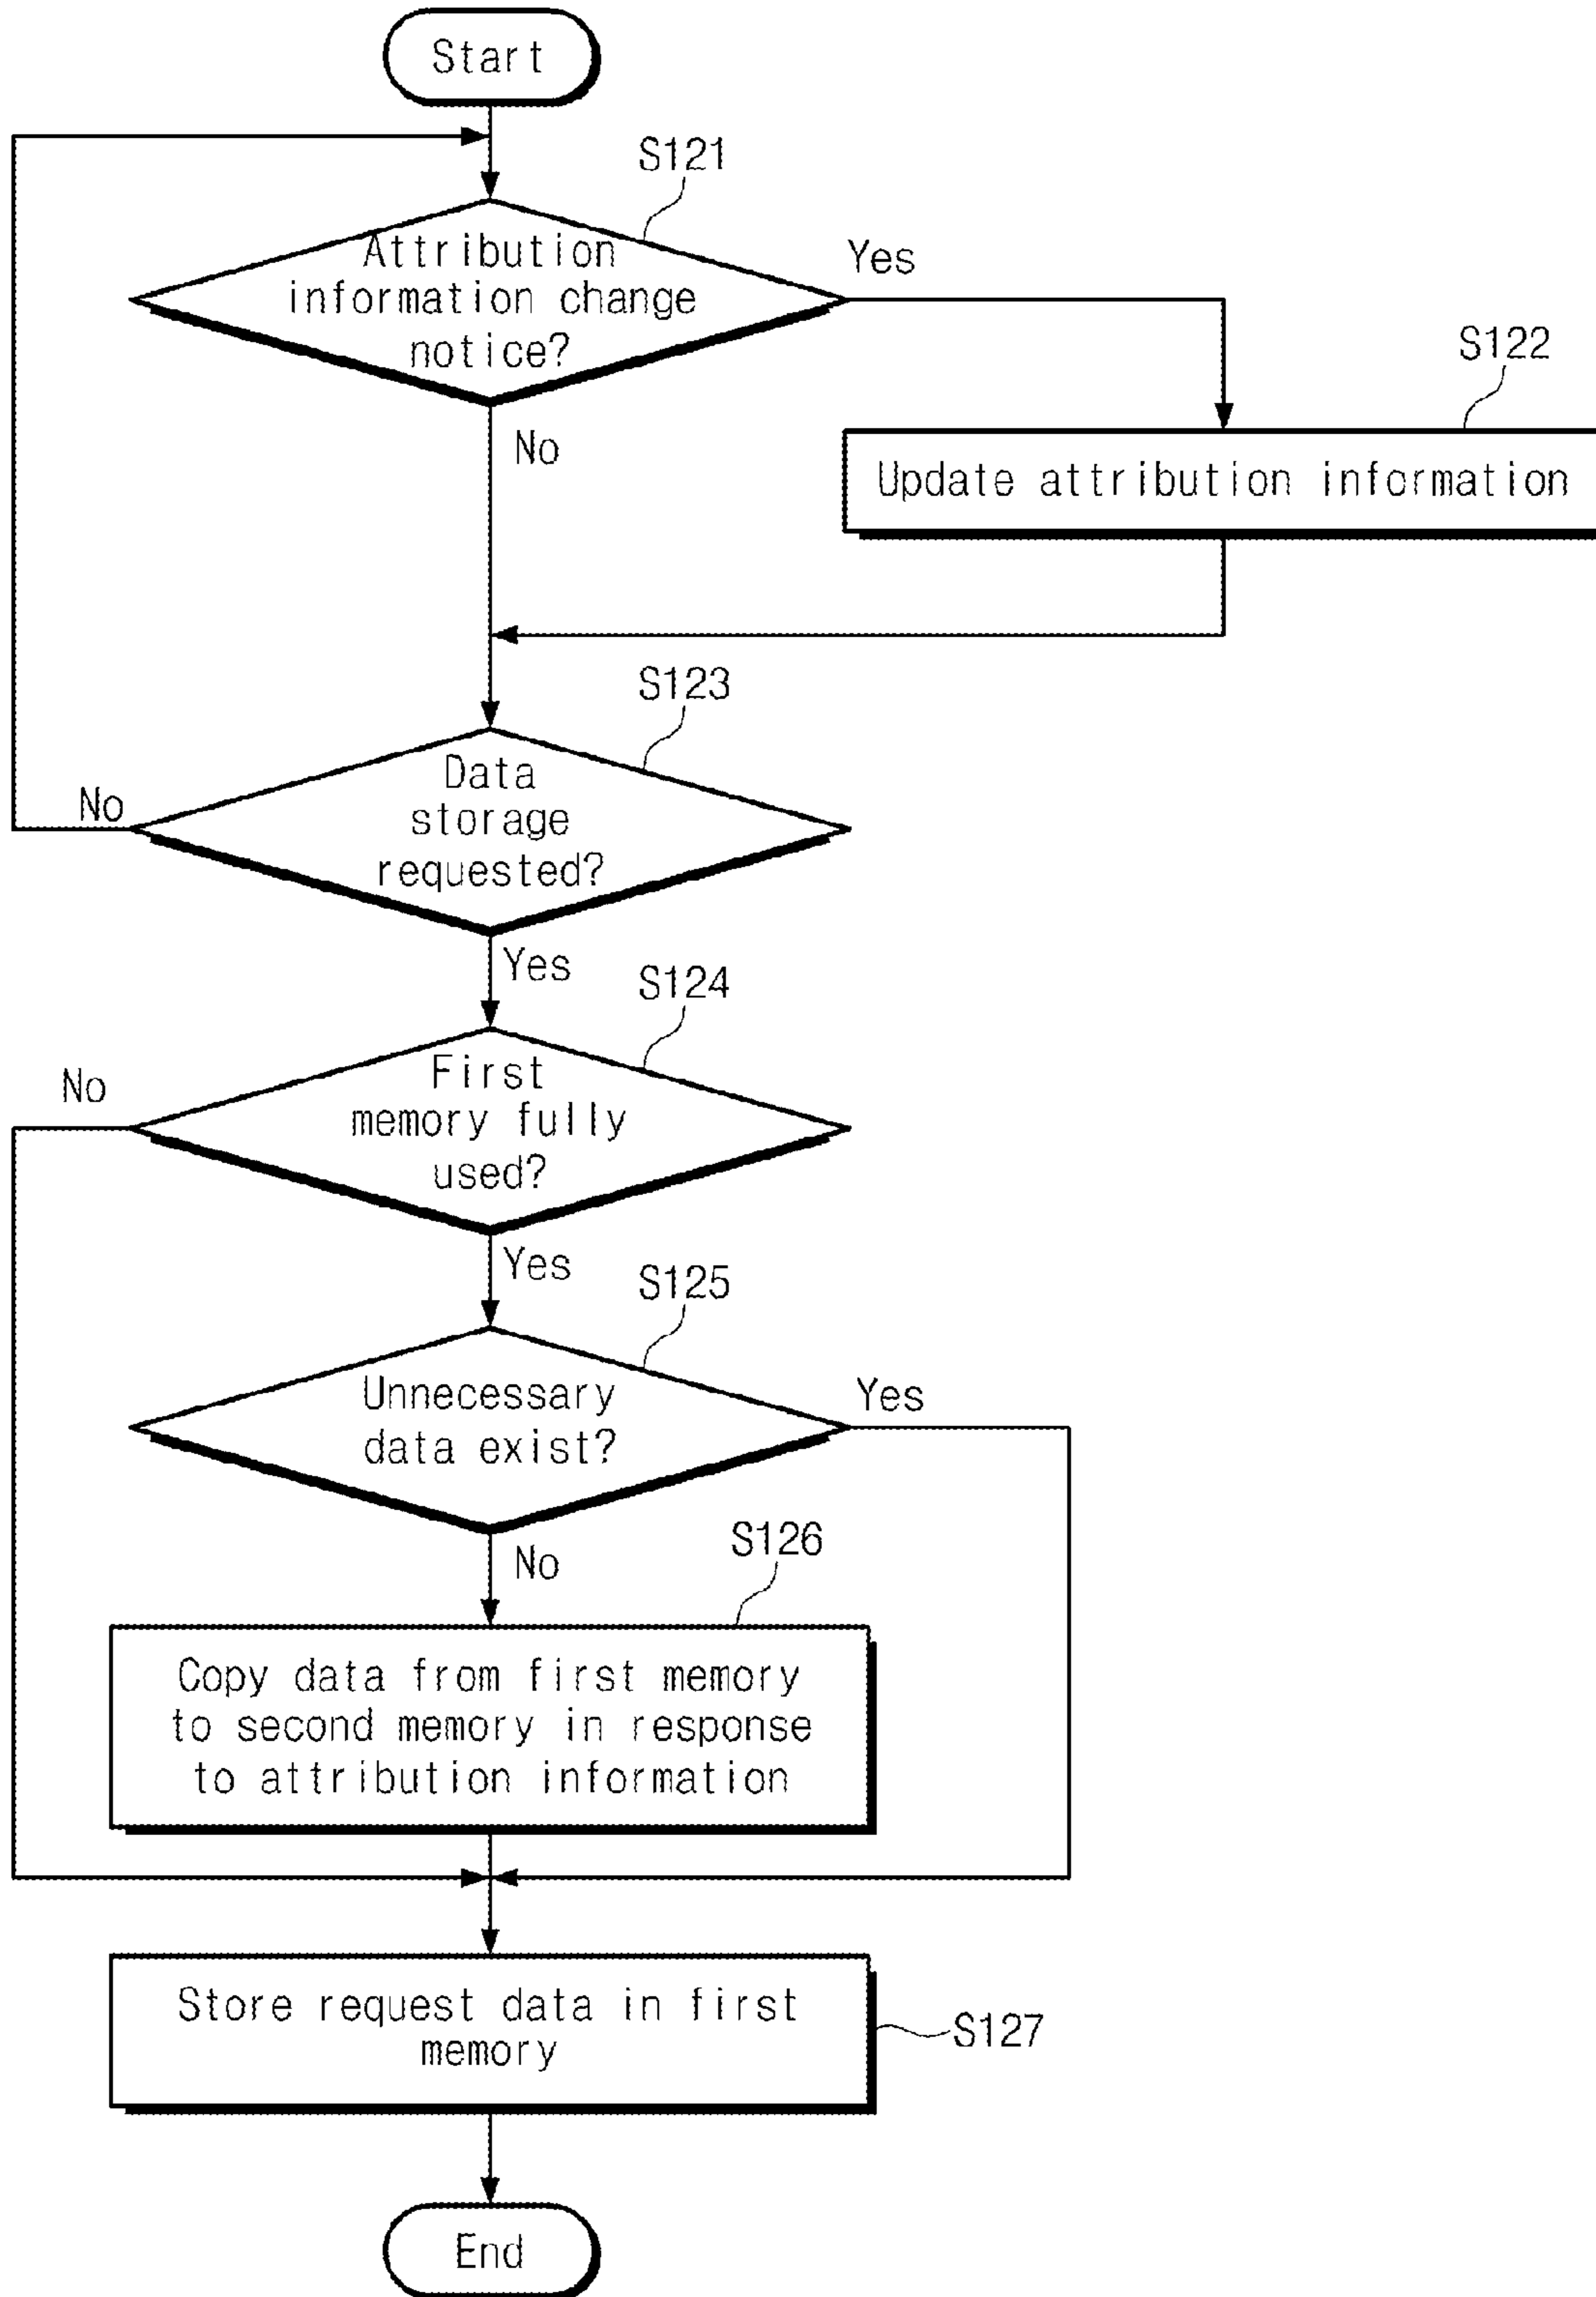 Start
S121
Attribution
information change
notice?
Yes
S122
No
Update attribution information
S123
Data
storage
requested?
No
Yes
S124
First
memory fully
used?
No
Yes
S125
Unnecessary
data exist?
Yes
No
S126
Copy data from first memory
to second memory in response
to attribution information
Store request data in first
memory
S127
End